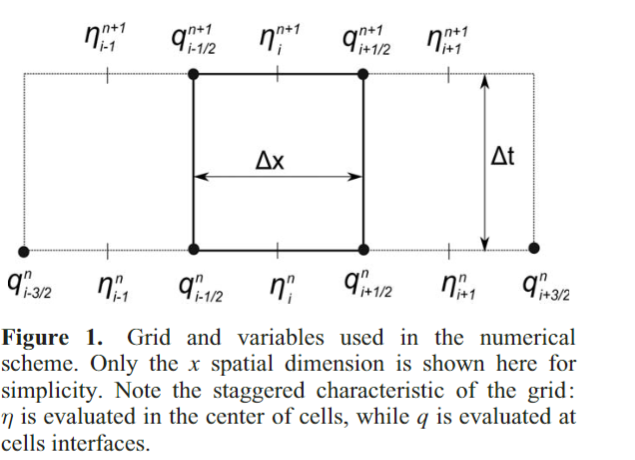 η^{n+1}_{i-1} q^{n+1}_{i-1/2} η^{n+1}_{i} q^{n+1}_{i+1/2} η^{n+1}_{i+1}
Δx Δt
q^{n}_{i-3/2} η^{n}_{i-1} q^{n}_{i-1/2} η^{n}_{i} q^{n}_{i+1/2} η^{n}_{i+1} q^{n}_{i+3/2}
Figure 1. Grid and variables used in the numerical
scheme. Only the x spatial dimension is shown here for
simplicity. Note the staggered characteristic of the grid:
η is evaluated in the center of cells, while q is evaluated at
cells interfaces.